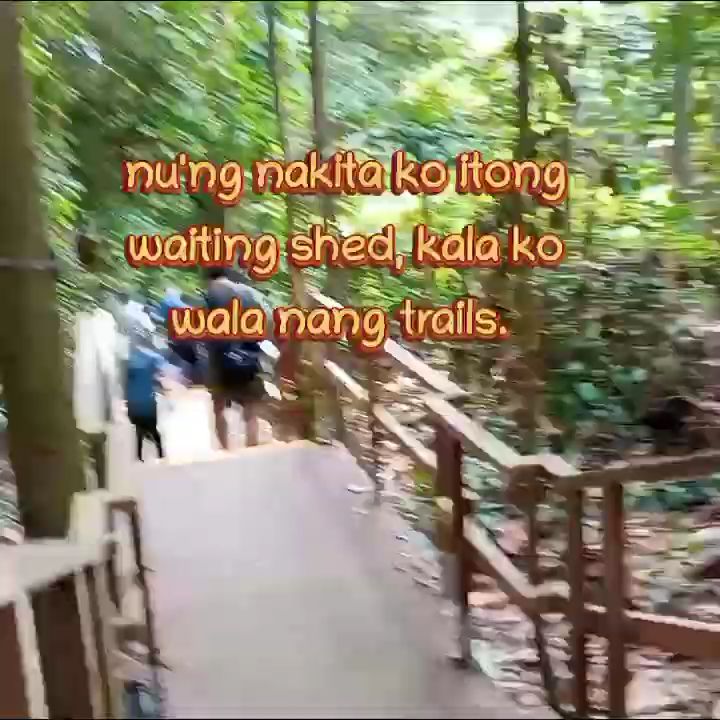 nu'ng nakita ko itong
waiting shed, kala ko
wala nang trails.